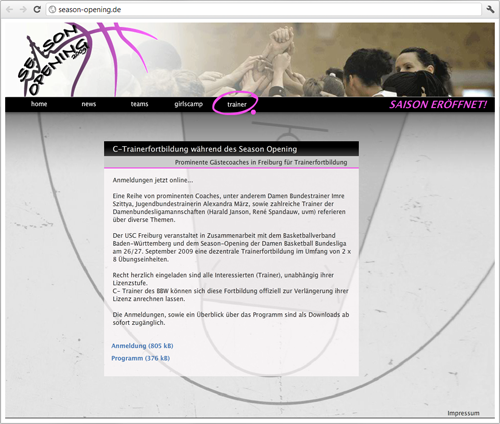 season-opening.de
SEASON
OPENING
2009
home news teams girlscamp trainer
SAISON ERÖFFNET!
C-Trainerfortbildung während des Season Opening
Prominente Gästecoaches in Freiburg für Trainerfortbildung
Anmeldungen jetzt online...
Eine Reihe von prominenten Coaches, unter anderem Damen Bundestrainer Imre
Szittya, Jugendbundestrainerin Alexandra März, sowie zahlreiche Trainer der
Damenbundesligamannschaften (Harald Janson, René Spandauw, uvm) referieren
über diverse Themen.
Der USC Freiburg veranstaltet in Zusammenarbeit mit dem Basketballverband
Baden-Württemberg und dem Season-Opening der Damen Basketball Bundesliga
am 26/27. September 2009 eine dezentrale Trainerfortbildung im Umfang von 2 x
8 Übungseinheiten.
Recht herzlich eingeladen sind alle Interessierten (Trainer), unabhängig ihrer
Lizenzstufe.
C- Trainer des BBW können sich diese Fortbildung offiziell zur Verlängerung ihrer
Lizenz anrechnen lassen.
Die Anmeldungen, sowie ein Überblick über das Programm sind als Downloads ab
sofort zugänglich.
Anmeldung (805 kB)
Programm (376 kB)
Impressum